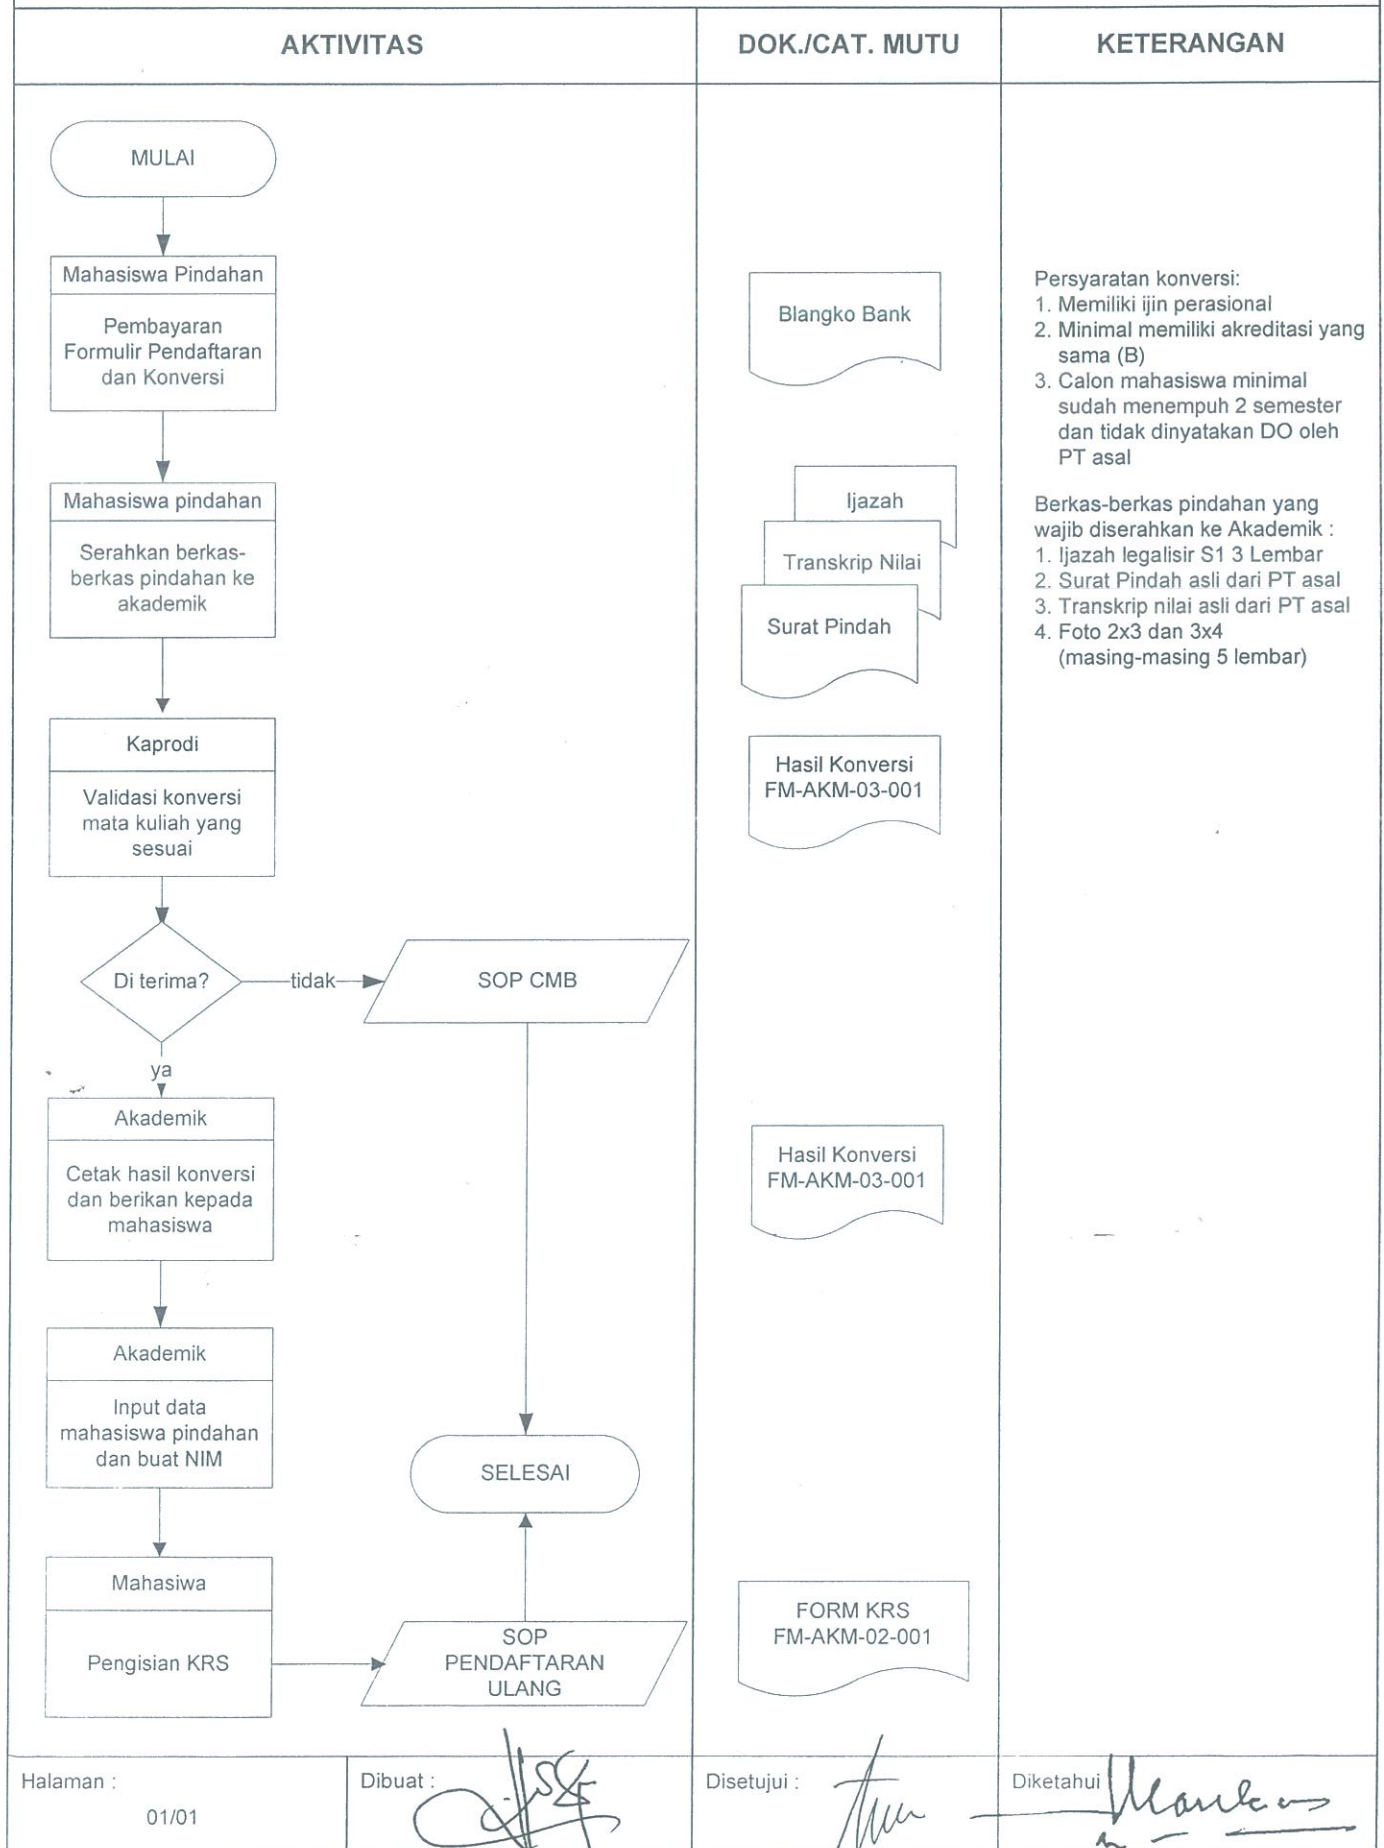 AKTIVITAS
DOK./CAT. MUTU
KETERANGAN
MULAI
Mahasiswa Pindahan
Pembayaran
Formulir Pendaftaran
dan Konversi
Blangko Bank
Persyaratan konversi:
1. Memiliki ijin perasional
2. Minimal memiliki akreditasi yang
sama (B)
3. Calon mahasiswa minimal
sudah menempuh 2 semester
dan tidak dinyatakan DO oleh
PT asal
Mahasiswa pindahan
Serahkan berkas-
berkas pindahan ke
akademik
Ijazah
Transkrip Nilai
Surat Pindah
Berkas-berkas pindahan yang
wajib diserahkan ke Akademik :
1. Ijazah legalisir S1 3 Lembar
2. Surat Pindah asli dari PT asal
3. Transkrip nilai asli dari PT asal
4. Foto 2x3 dan 3x4
(masing-masing 5 lembar)
Kaprodi
Validasi konversi
mata kuliah yang
sesuai
Hasil Konversi
FM-AKM-03-001
Di terima?
tidak
SOP CMB
ya
Akademik
Cetak hasil konversi
dan berikan kepada
mahasiswa
Hasil Konversi
FM-AKM-03-001
Akademik
Input data
mahasiswa pindahan
dan buat NIM
SELESAI
Mahasiwa
Pengisian KRS
SOP
PENDAFTARAN
ULANG
FORM KRS
FM-AKM-02-001
Halaman :
01/01
Dibuat :
Disetujui :
Diketahui